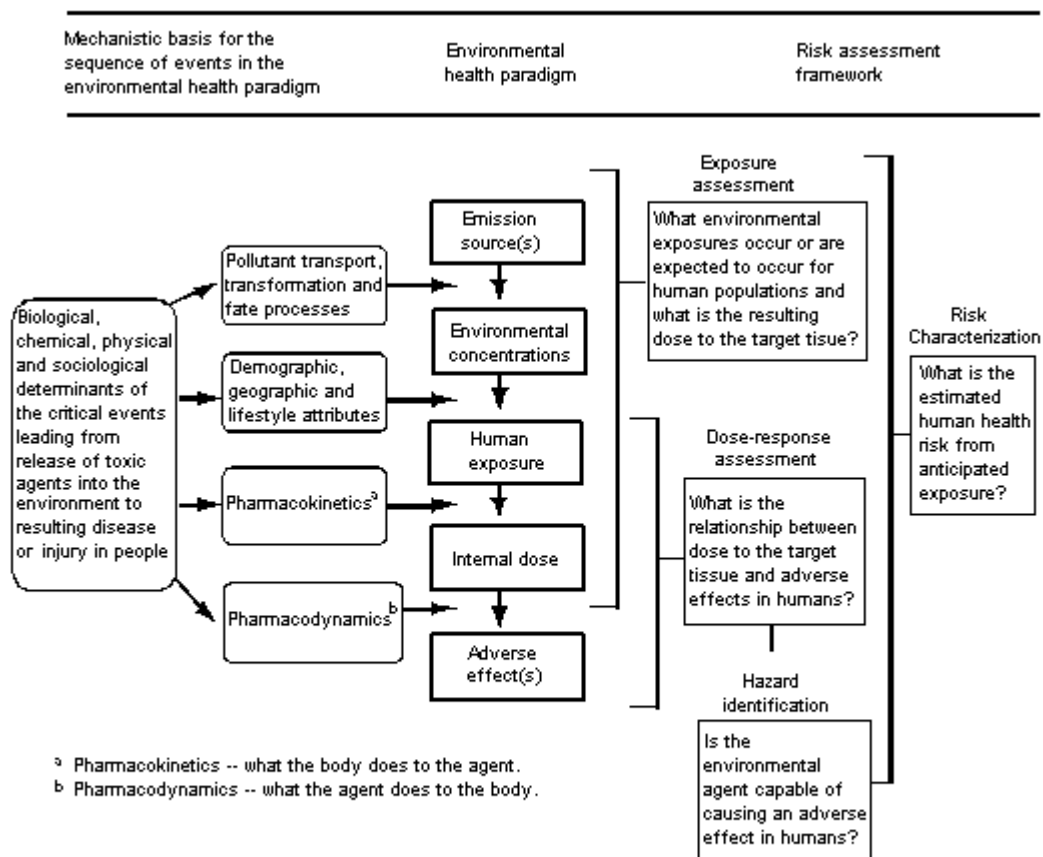 Mechanistic basis for the
sequence of events in the
environmental health paradigm
Environmental
health paradigm
Risk assessment
framework
Biological,
chemical, physical
and sociological
determinants of
the critical events
leading from
release of toxic
agents into the
environment to
resulting disease
or injury in people
Pollutant transport,
transformation and
fate processes
Demographic,
geographic and
lifestyle attributes
Pharmacokinetics a
Pharmacodynamics b
Emission
source(s)
Environmental
concentrations
Human
exposure
Internal dose
Adverse
effect(s)
Exposure
assessment
What environmental
exposures occur or are
expected to occur for
human populations and
what is the resulting
dose to the target tisue?
Dose-response
assessment
What is the
relationship between
dose to the target
tissue and adverse
effects in humans?
Hazard
identification
Is the
environmental
agent capable of
causing an adverse
effect in humans?
Risk
Characterization
What is the
estimated
human health
risk from
anticipated
exposure?
a Pharmacokinetics -- what the body does to the agent.
b Pharmacodynamics -- what the agent does to the body.